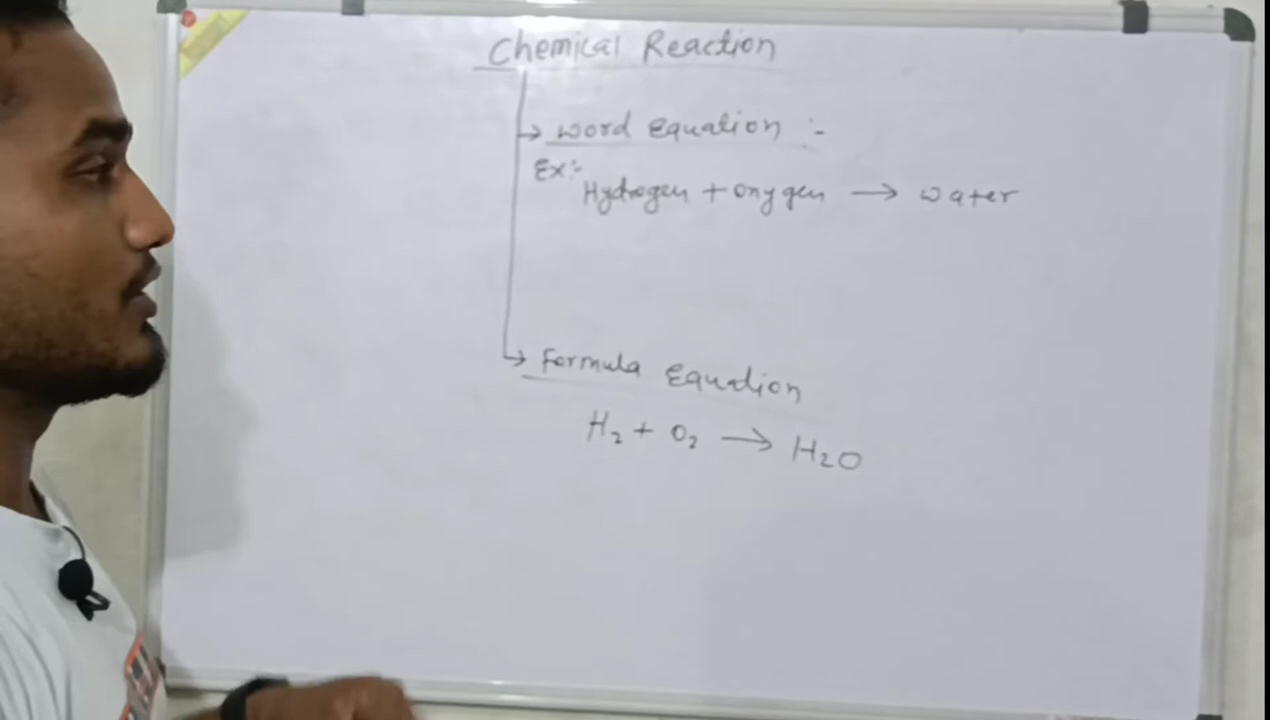 Chemical Reaction
→ word Equation :-
Ex:-
Hydrogen + oxygen → water
→ Formula Equation
H₂ + O₂ → H₂O